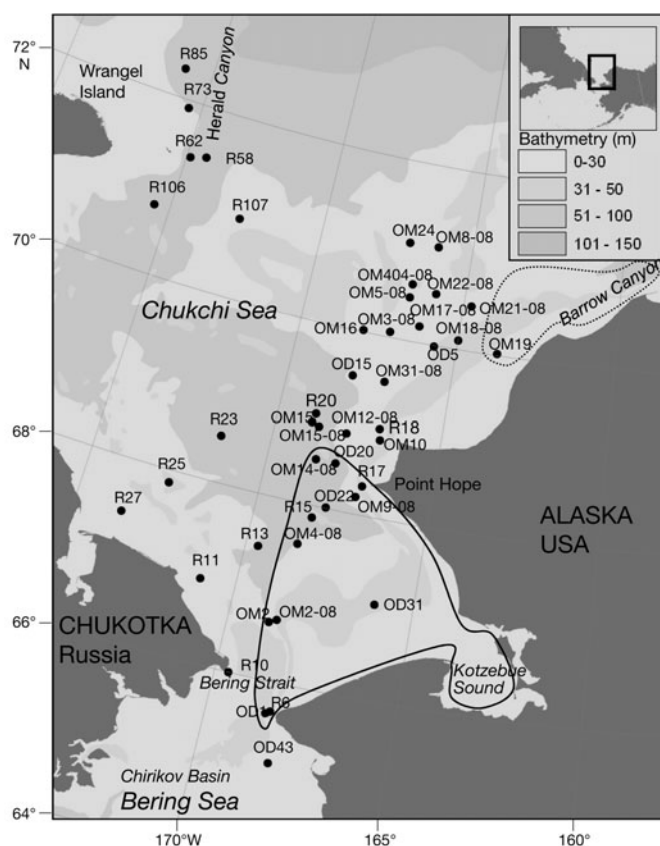 72°
N
R85
Wrangel
Island
R73
Herald Canyon
R62
R58
R106
R107
Bathymetry (m)
0-30
31 - 50
51 - 100
101 - 150
70°
OM24
OM8-08
Chukchi Sea
OM404-08
OM22-08
OM5-08
OM21-08
OM17-08
Barrow Canyon
OM16
OM3-08
OM18-08
OM19
OD5
OD15
OM31-08
68°
R20
R23
OM15
OM12-08
R18
OM15-08
OM10
OD20
R25
OM14-08
R17
Point Hope
R27
OD22
R15
OM9-08
ALASKA
USA
R13
OM4-08
R11
66°
CHUKOTKA
Russia
OM2
OM2-08
OD31
R10
Bering Strait
Kotzebue
Sound
OD1
R6
OD43
Chirikov Basin
Bering Sea
64°
170°W
165°
160°